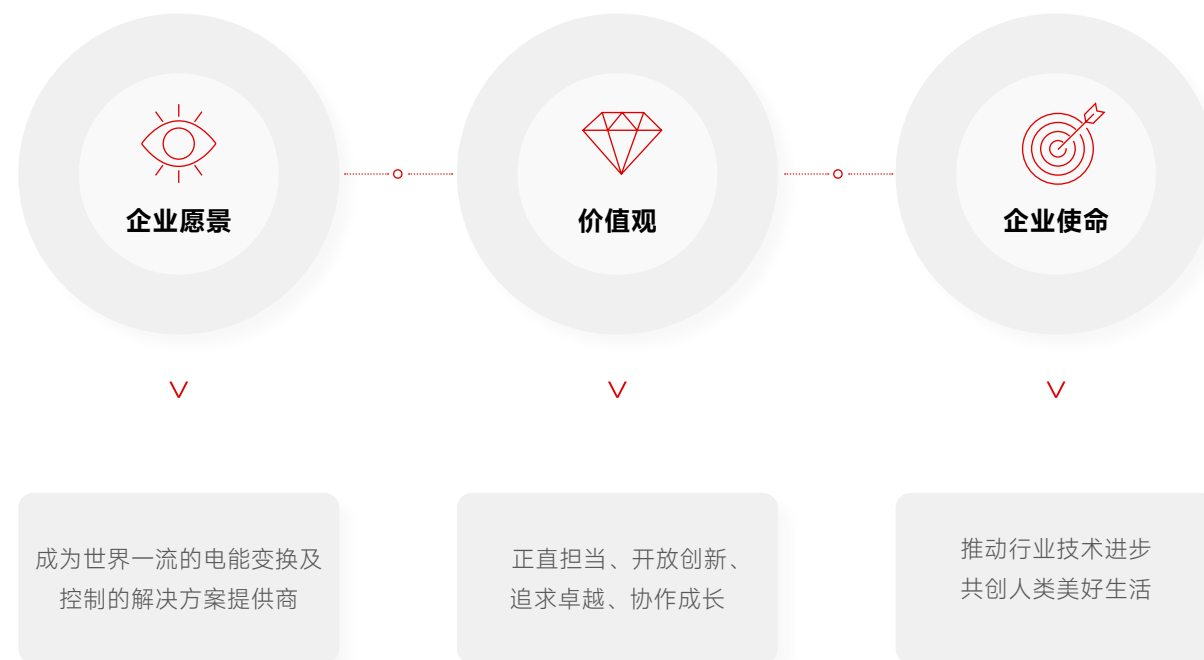 企业愿景
价值观
企业使命
成为世界一流的电能变换及
控制的解决方案提供商
正直担当、开放创新、
追求卓越、协作成长
推动行业技术进步
共创人类美好生活